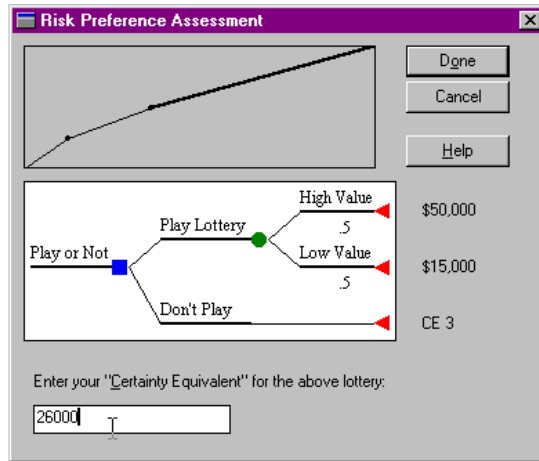 Risk Preference Assessment
Done
Cancel
Help
High Value
Play Lottery
.5
$50,000
Play or Not
Low Value
.5
$15,000
Don't Play
CE 3
Enter your "Certainty Equivalent" for the above lottery:
26000